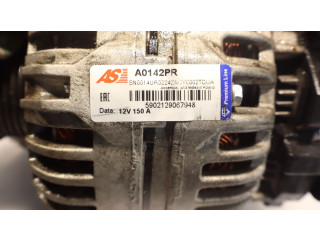 AS
A0142PR
EAC
Data: 12V 150 A
5902129067948
Premium Line